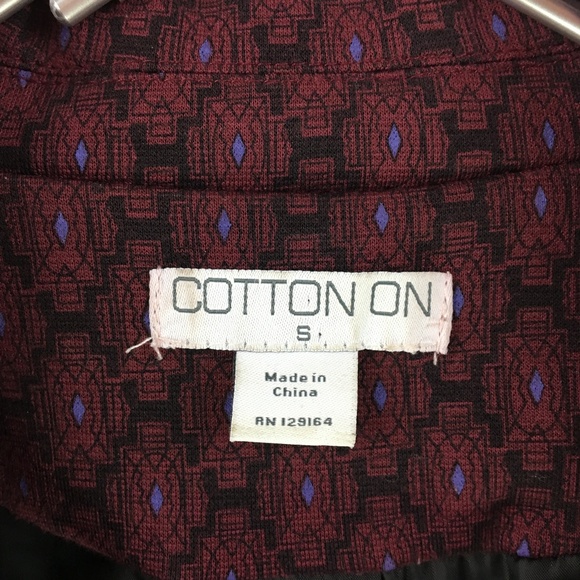 COTTON ON
S
Made in
China
RN 129164